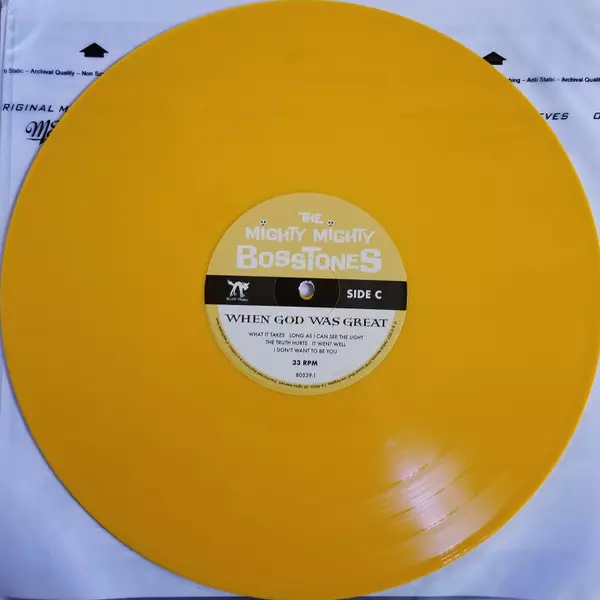 Static – Archival Quality – Non
Anti Static – Archival Quality
RIGINAL M
EVES
THE
MIGHTY MIGHTY
BOSSTONES
SIDE C
WHEN GOD WAS GREAT
WHAT IT TAKES LONG AS I CAN SEE THE LIGHT
THE TRUTH HURTS IT WENT WELL
I DON'T WANT TO BE YOU
33 RPM
80539-1